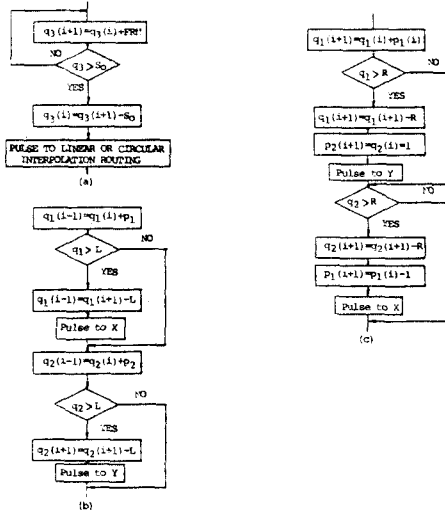 q3(i+1)=q3(i)+FRN
NO
q3>S0
YES
q3(i)=q3(i+1)-S0
PULSE TO LINEAR OR CIRCULAR
INTERPOLATION ROUTING
(a)
q1(i-1)=q1(i)+p1
NO
q1>L
YES
q1(i-1)=q1(i+1)-L
Pulse to X
q2(i-1)=q2(i)+p2
NO
q2>L
YES
q2(i+1)=q2(i+1)-L
Pulse to Y
(b)
q1(i+1)=q1(i)+p1(i)
NO
q1>R
YES
q1(i+1)=q1(i+1)-R
p2(i+1)=q2(i)=1
Pulse to Y
NO
q2>R
YES
q2(i+1)=q2(i+1)-R
p1(i+1)=p1(i)-1
Pulse to X
(c)